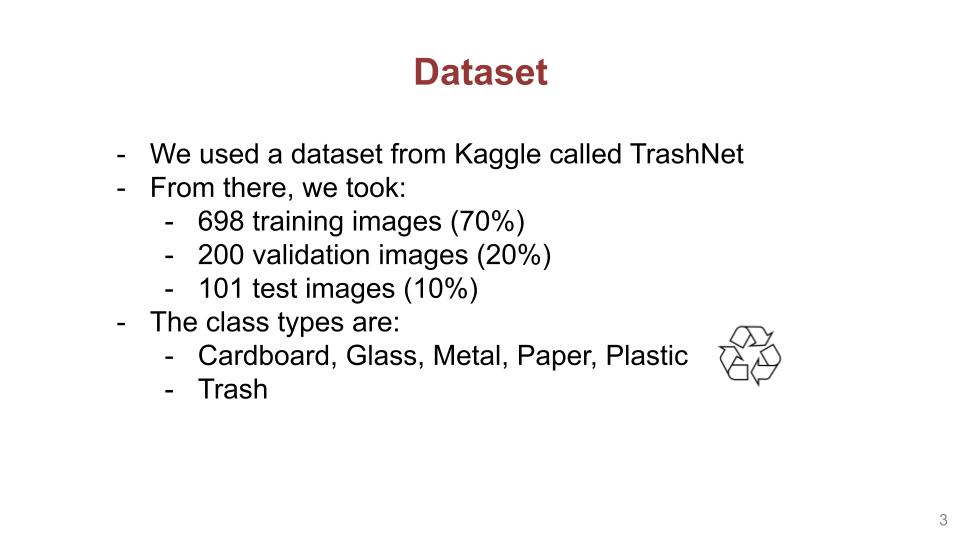 Dataset
- We used a dataset from Kaggle called TrashNet
- From there, we took:
- 698 training images (70%)
- 200 validation images (20%)
- 101 test images (10%)
- The class types are:
- Cardboard, Glass, Metal, Paper, Plastic
- Trash
3